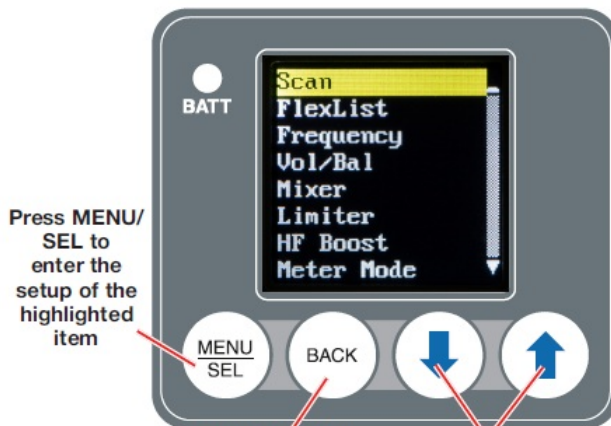 BATT
Scan
FlexList
Frequency
Vol/Bal
Mixer
Limiter
HF Boost
Meter Mode
Press MENU/
SEL to
enter the
setup of the
highlighted
item
MENU
SEL
BACK